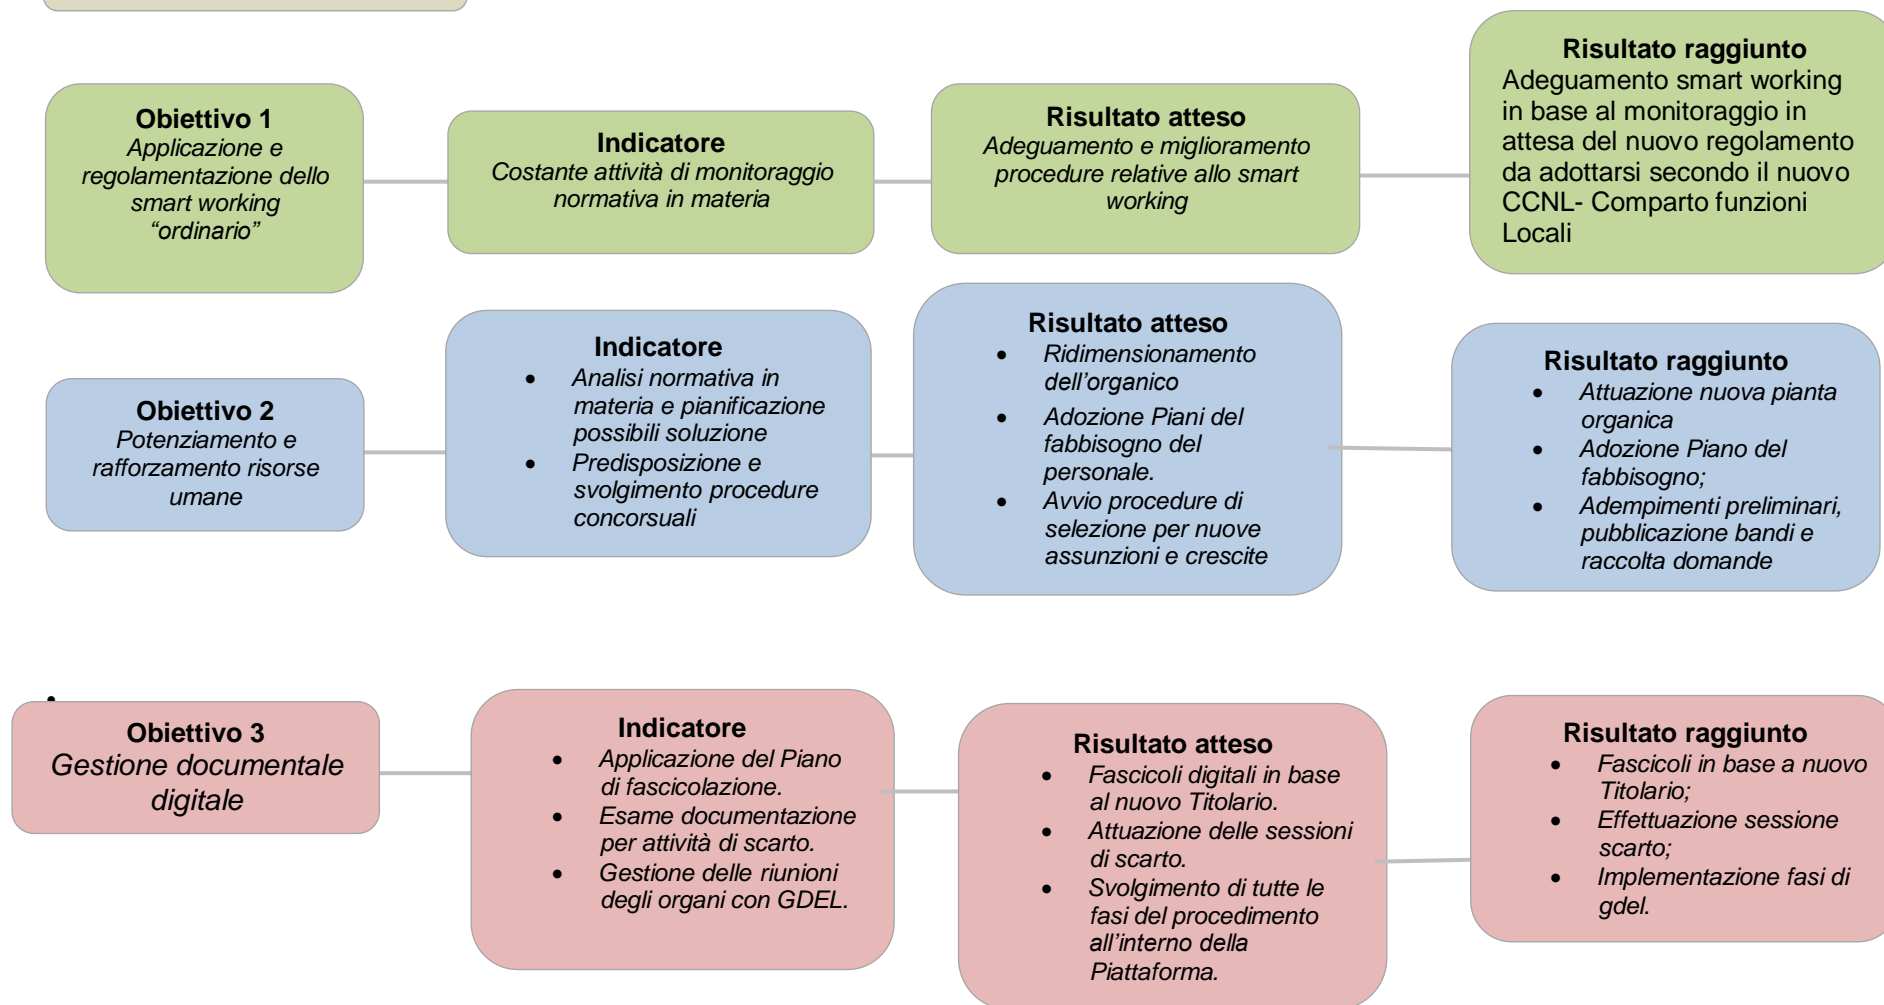 Obiettivo 1
Applicazione e
regolamentazione dello
smart working
“ordinario”
Indicatore
Costante attività di monitoraggio
normativa in materia
Risultato atteso
Adeguamento e miglioramento
procedure relative allo smart
working
Risultato raggiunto
Adeguamento smart working
in base al monitoraggio in
attesa del nuovo regolamento
da adottarsi secondo il nuovo
CCNL- Comparto funzioni
Locali
Obiettivo 2
Potenziamento e
rafforzamento risorse
umane
Indicatore
• Analisi normativa in
materia e pianificazione
possibili soluzione
• Predisposizione e
svolgimento procedure
concorsuali
Risultato atteso
• Ridimensionamento
dell’organico
• Adozione Piani del
fabbisogno del
personale.
• Avvio procedure di
selezione per nuove
assunzioni e crescite
Risultato raggiunto
• Attuazione nuova pianta
organica
• Adozione Piano del
fabbisogno;
• Adempimenti preliminari,
pubblicazione bandi e
raccolta domande
•
Obiettivo 3
Gestione documentale
digitale
Indicatore
• Applicazione del Piano
di fascicolazione.
• Esame documentazione
per attività di scarto.
• Gestione delle riunioni
degli organi con GDEL.
Risultato atteso
• Fascicoli digitali in base
al nuovo Titolario.
• Attuazione delle sessioni
di scarto.
• Svolgimento di tutte le
fasi del procedimento
all’interno della
Piattaforma.
Risultato raggiunto
• Fascicoli in base a nuovo
Titolario;
• Effettuazione sessione
scarto;
• Implementazione fasi di
gdel.